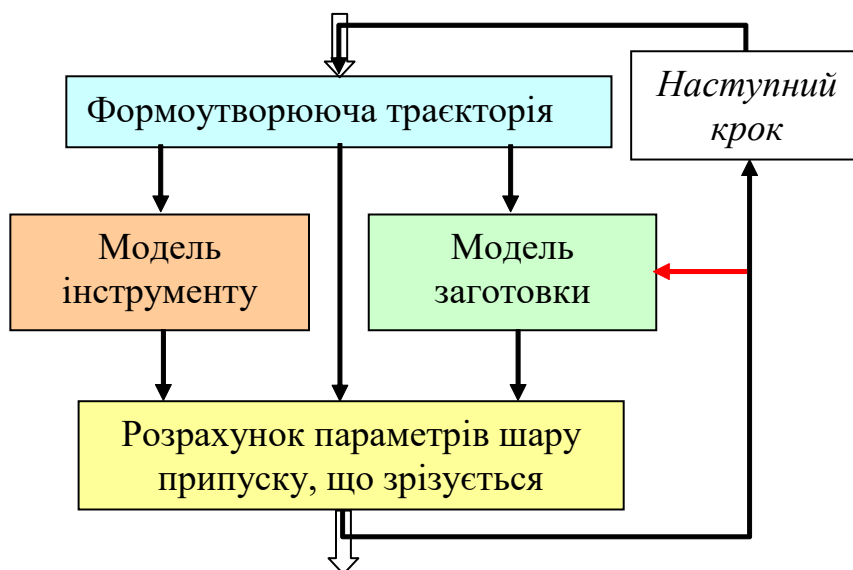 Формоутворююча траєкторія
Наступний
крок
Модель
інструменту
Модель
заготовки
Розрахунок параметрів шару
припуску, що зрізується